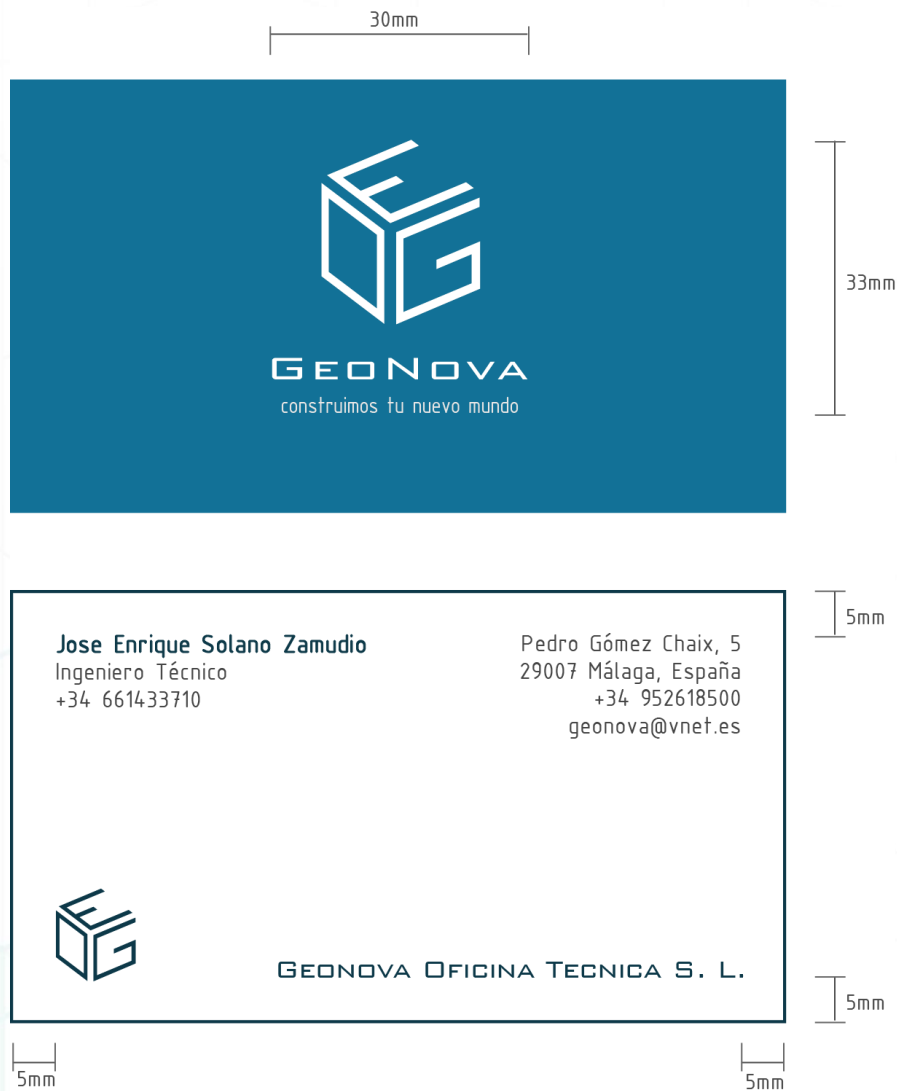 30mm
33mm
GEONOVA
construimos tu nuevo mundo
5mm
Jose Enrique Solano Zamudio
Ingeniero Técnico
+34 661433710
Pedro Gómez Chaix, 5
29007 Málaga, España
+34 952618500
geonova@vnet.es
EOG
GEONOVA OFICINA TECNICA S. L.
5mm
5mm
5mm